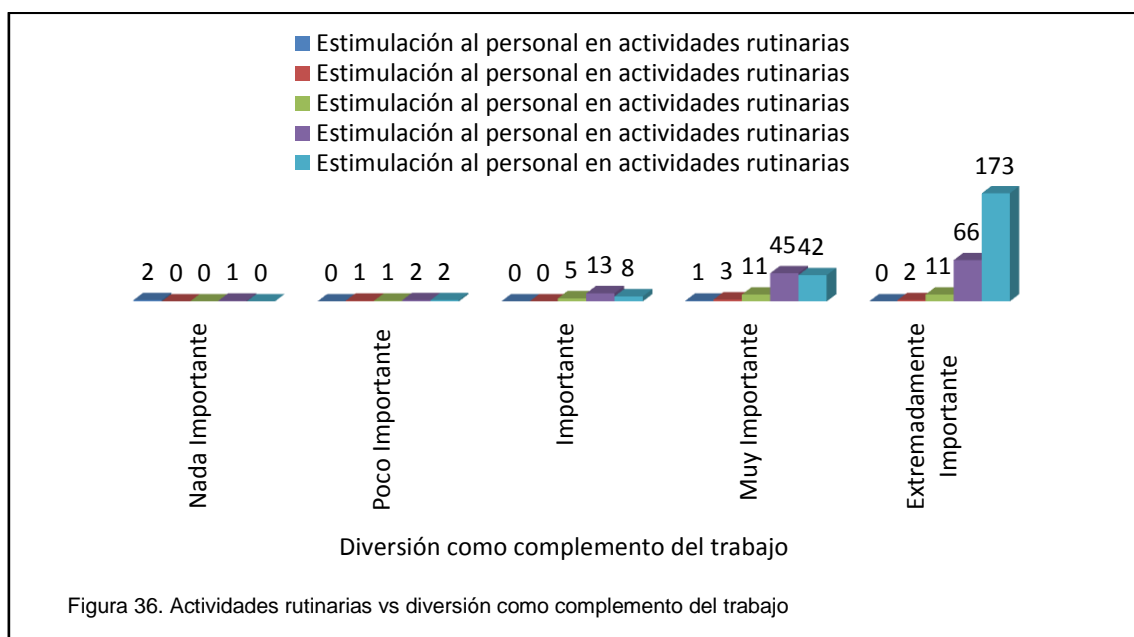 Estimulación al personal en actividades rutinarias
Estimulación al personal en actividades rutinarias
Estimulación al personal en actividades rutinarias
Estimulación al personal en actividades rutinarias
Estimulación al personal en actividades rutinarias
2 0 0 1 0
0 1 1 2 2
0 0 5 13 8
1 3 11 45 42
0 2 11 66 173
Nada Importante
Poco Importante
Importante
Muy Importante
Extremadamente
Importante
Diversión como complemento del trabajo
Figura 36. Actividades rutinarias vs diversión como complemento del trabajo